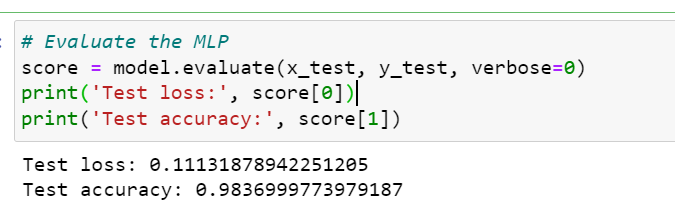 # Evaluate the MLP
score = model.evaluate(x_test, y_test, verbose=0)
print('Test loss:', score[0])
print('Test accuracy:', score[1])
Test loss: 0.11131878942251205
Test accuracy: 0.9836999773979187